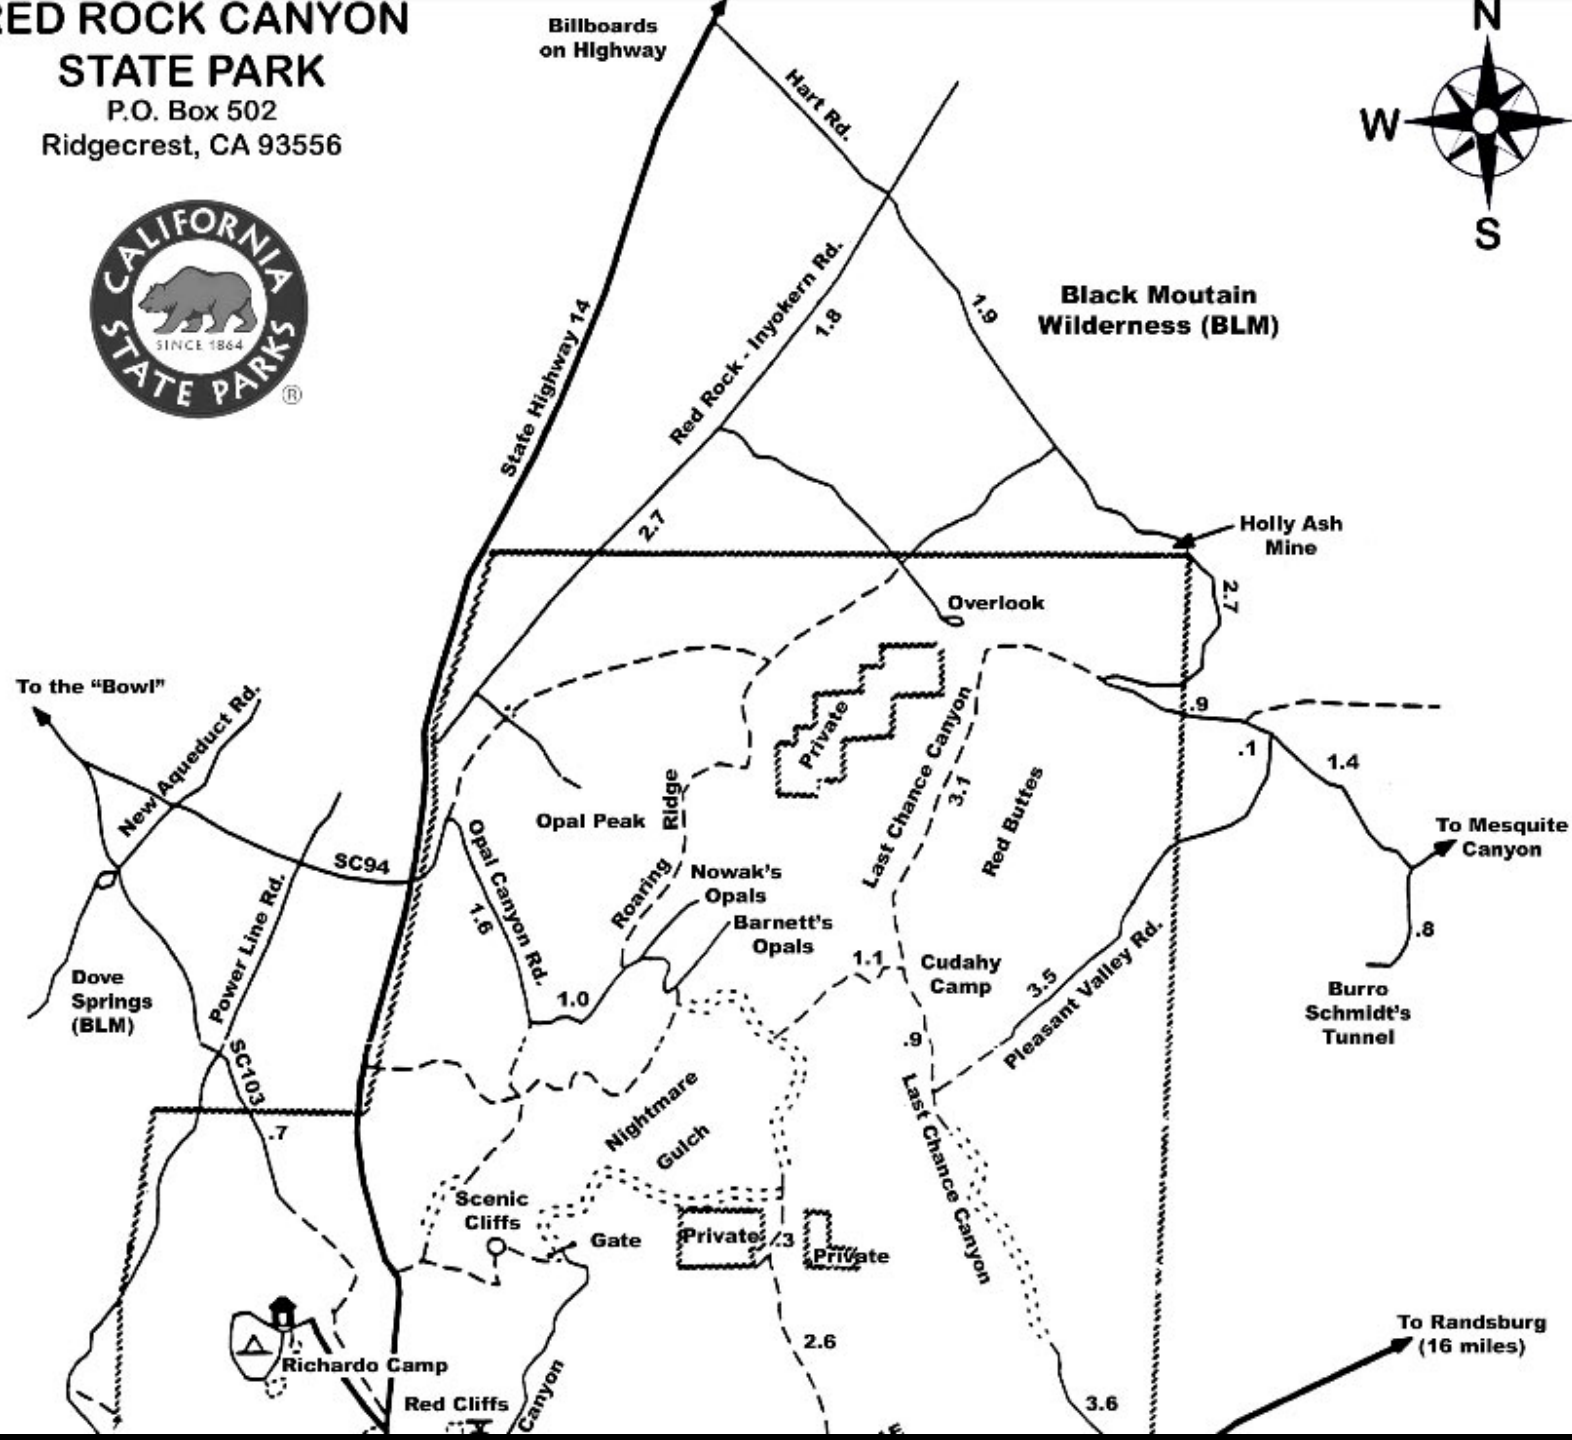 RED ROCK CANYON
STATE PARK
P.O. Box 502
Ridgecrest, CA 93556
CALIFORNIA
STATE PARKS
SINCE 1864
®
Billboards
on HIghway
Hart Rd.
N
W
S
State Highway 14
Red Rock - Inyokern Rd.
1.8
1.9
Black Moutain
Wilderness (BLM)
2.7
Holly Ash
Mine
2.7
Overlook
To the “Bowl”
New Aqueduct Rd.
Private
Last Chance Canyon
3.1
Red Buttes
.9
.1
1.4
To Mesquite
Canyon
.8
Burro
Schmidt's
Tunnel
SC94
Power Line Rd.
Opal Canyon Rd.
1.6
Opal Peak
Roaring Ridge
Nowak's
Opals
Barnett's
Opals
1.0
1.1
Cudahy
Camp
3.5
Pleasant Valley Rd.
.9
Dove
Springs
(BLM)
SC103
.7
Nightmare
Gulch
Last Chance Canyon
Scenic
Cliffs
Gate
Private
.3
Private
2.6
3.6
To Randsburg
(16 miles)
Richardo Camp
Red Cliffs
Canyon